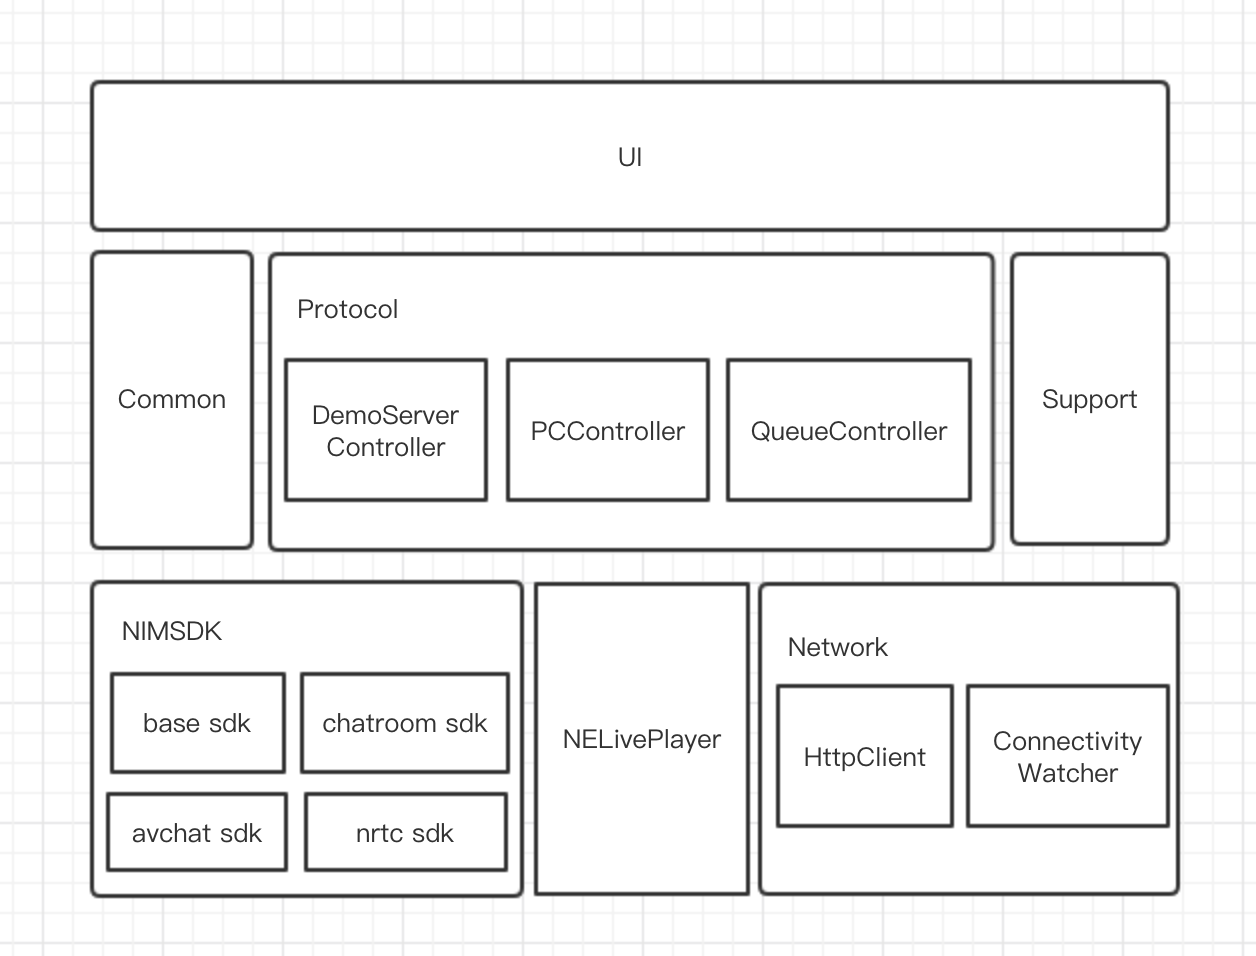 UI
Common
Protocol
DemoServer
Controller
PCController
QueueController
Support
NIMSDK
base sdk
chatroom sdk
avchat sdk
nrtc sdk
NELivePlayer
Network
HttpClient
Connectivity
Watcher